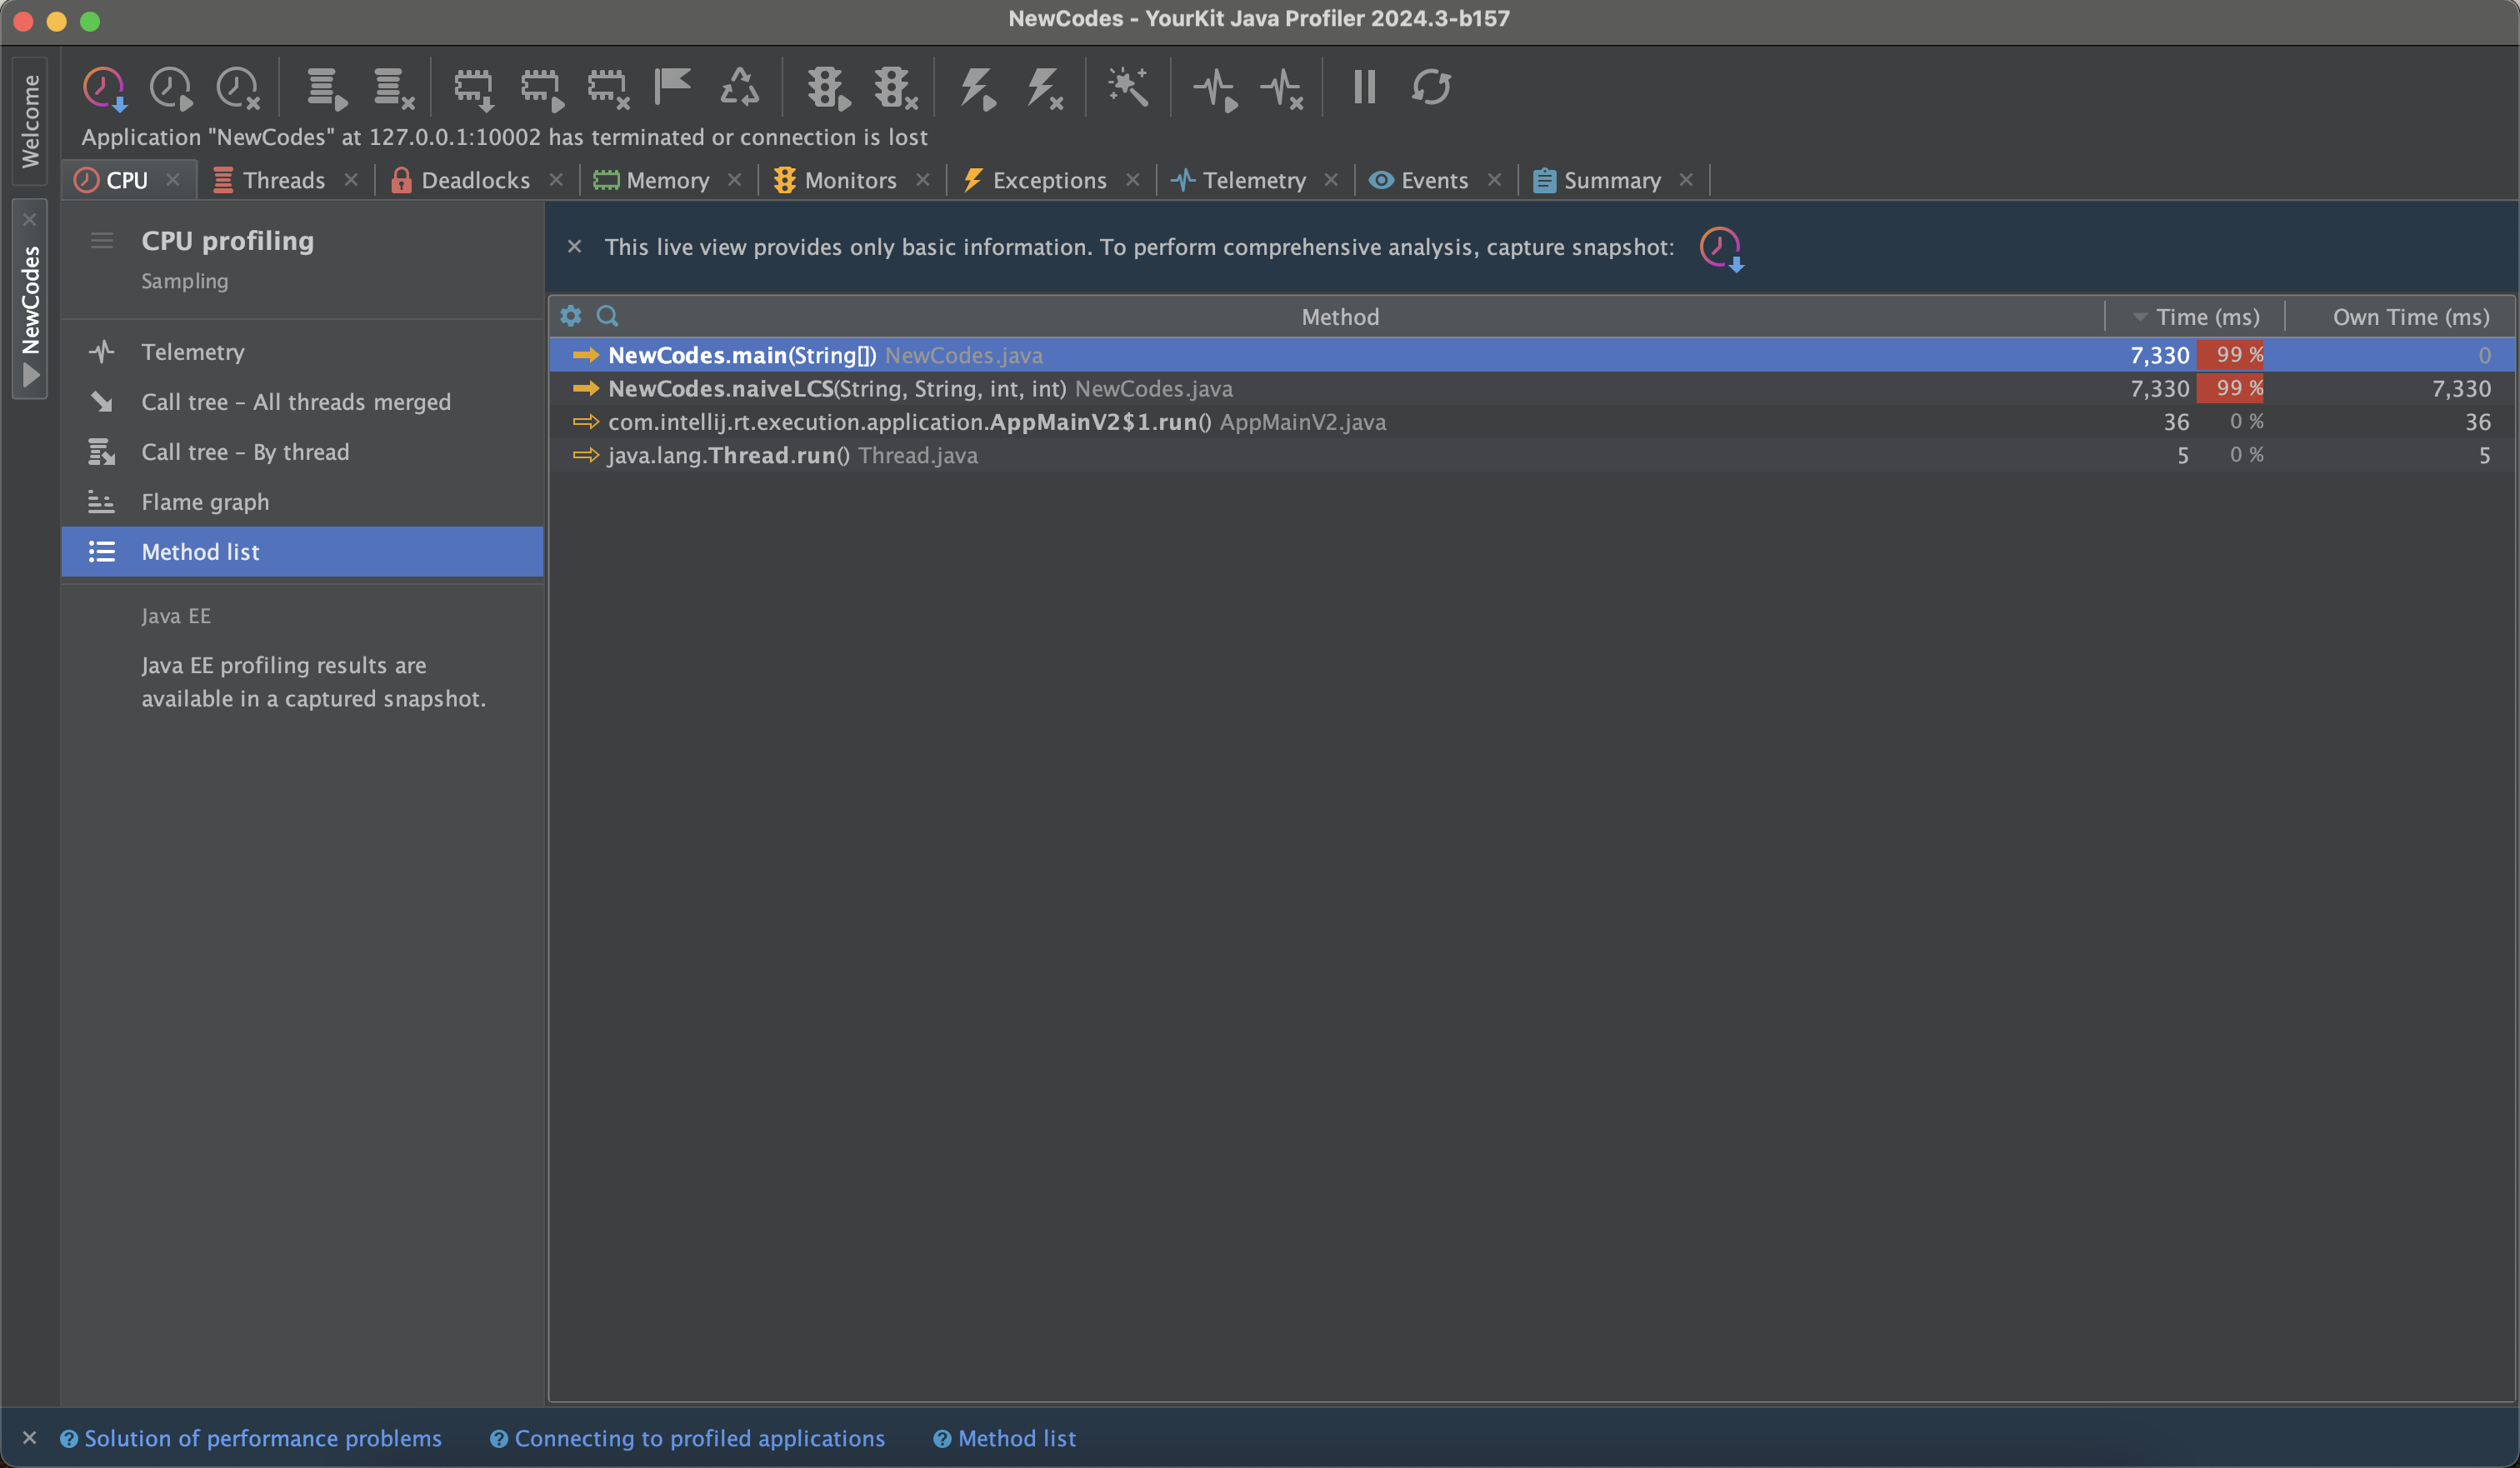 NewCodes - YourKit Java Profiler 2024.3-b157
Welcome
NewCodes
Application "NewCodes" at 127.0.0.1:10002 has terminated or connection is lost
CPU Threads Deadlocks Memory Monitors Exceptions Telemetry Events Summary
CPU profiling
Sampling
Telemetry
Call tree – All threads merged
Call tree – By thread
Flame graph
Method list
Java EE
Java EE profiling results are
available in a captured snapshot.
This live view provides only basic information. To perform comprehensive analysis, capture snapshot:
Method Time (ms) Own Time (ms)
NewCodes.main(String[]) NewCodes.java 7,330 99 % 0
NewCodes.naiveLCS(String, String, int, int) NewCodes.java 7,330 99 % 7,330
com.intellij.rt.execution.application.AppMainV2$1.run() AppMainV2.java 36 0 % 36
java.lang.Thread.run() Thread.java 5 0 % 5
Solution of performance problems Connecting to profiled applications Method list